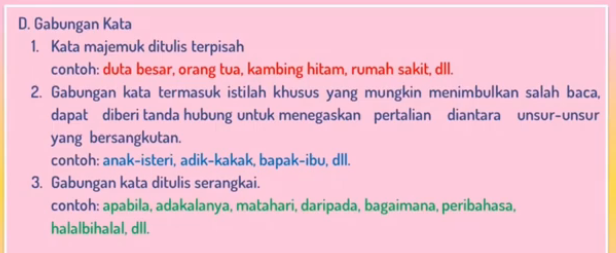 D. Gabungan Kata
1. Kata majemuk ditulis terpisah
contoh: duta besar, orang tua, kambing hitam, rumah sakit, dll.
2. Gabungan kata termasuk istilah khusus yang mungkin menimbulkan salah baca,
dapat diberi tanda hubung untuk menegaskan pertalian diantara unsur-unsur
yang bersangkutan.
contoh: anak-isteri, adik-kakak, bapak-ibu, dll.
3. Gabungan kata ditulis serangkai.
contoh: apabila, adakalanya, matahari, daripada, bagaimana, peribahasa,
halalbihalal, dll.